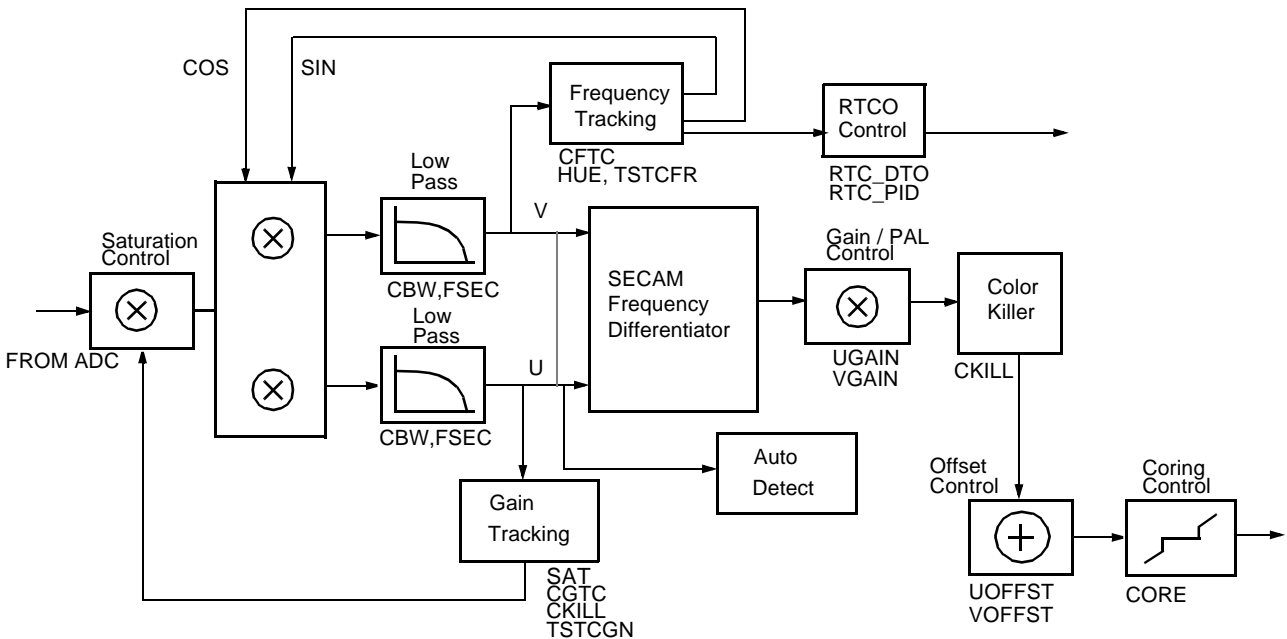 COS
SIN
Frequency
Tracking
CFTC
HUE, TSTCFR
RTCO
Control
RTC_DTO
RTC_PID
Low
Pass
CBW,FSEC
V
Saturation
Control
FROM ADC
SECAM
Frequency
Differentiator
Gain / PAL
Control
UGAIN
VGAIN
Color
Killer
CKILL
Low
Pass
CBW,FSEC
U
Auto
Detect
Gain
Tracking
SAT
CGTC
CKILL
TSTCGN
Offset
Control
UOFFST
VOFFST
Coring
Control
CORE